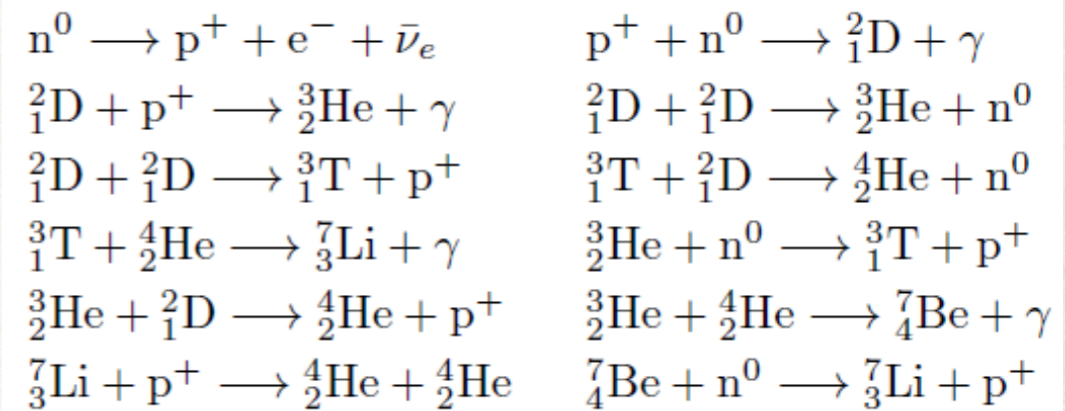 n⁰ ⟶ p⁺ + e⁻ + ν̄ₑ    p⁺ + n⁰ ⟶ ²₁D + γ
²₁D + p⁺ ⟶ ³₂He + γ    ²₁D + ²₁D ⟶ ³₂He + n⁰
²₁D + ²₁D ⟶ ³₁T + p⁺    ³₁T + ²₁D ⟶ ⁴₂He + n⁰
³₁T + ⁴₂He ⟶ ⁷₃Li + γ    ³₂He + n⁰ ⟶ ³₁T + p⁺
³₂He + ²₁D ⟶ ⁴₂He + p⁺    ³₂He + ⁴₂He ⟶ ⁷₄Be + γ
⁷₃Li + p⁺ ⟶ ⁴₂He + ⁴₂He    ⁷₄Be + n⁰ ⟶ ⁷₃Li + p⁺